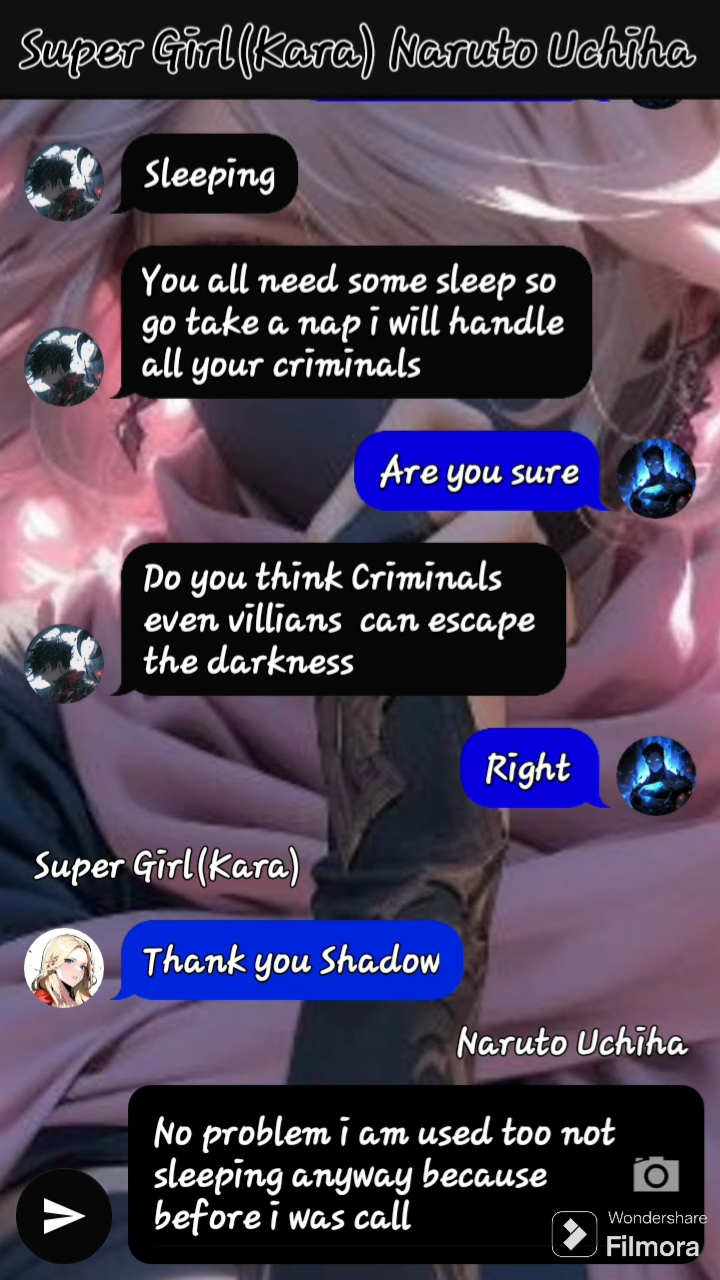 Super Girl(Kara) Naruto Uchiha
Sleeping
You all need some sleep so
go take a nap i will handle
all your criminals
Are you sure
Do you think Criminals
even villians  can escape
the darkness
Right
Super Girl(Kara)
Thank you Shadow
Naruto Uchiha
No problem i am used too not
sleeping anyway because
before i was call
Wondershare
Filmora